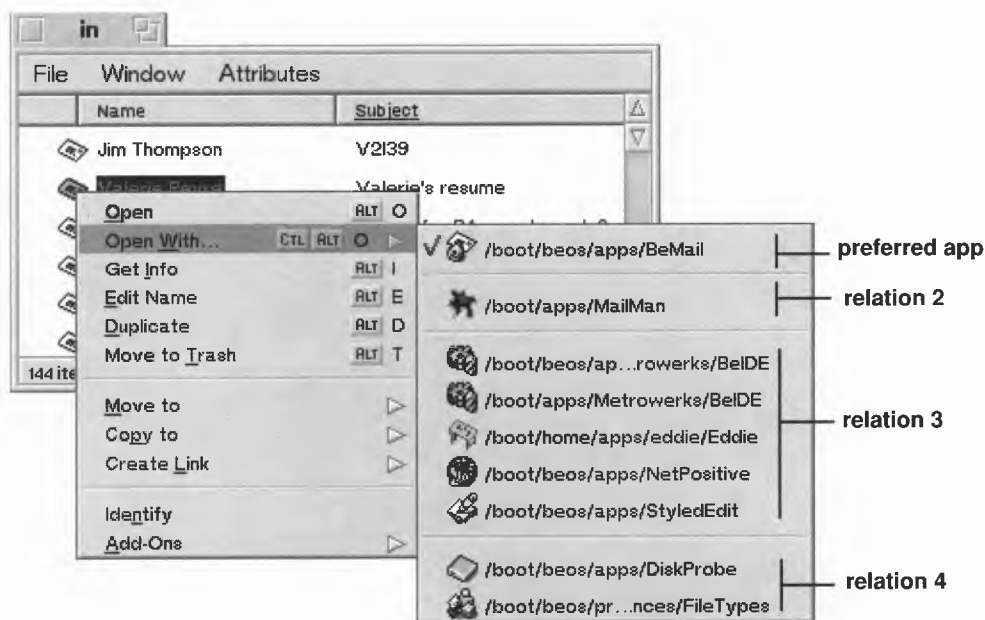 in
File Window Attributes
Name Subject
Jim Thompson V2I39
Valerie's resume
Open ALT O
Open With... CTL ALT O
Get Info ALT I
Edit Name ALT E
Duplicate ALT D
Move to Trash ALT T
144 ite
Move to
Copy to
Create Link
Identify
Add-Ons
/boot/beos/apps/BeMail
/boot/apps/MailMan
/boot/beos/ap...rowerks/BeIDE
/boot/apps/Metrowerks/BeIDE
/boot/home/apps/eddie/Eddie
/boot/beos/apps/NetPositive
/boot/beos/apps/StyledEdit
/boot/beos/apps/DiskProbe
/boot/beos/pr...nces/FileTypes
preferred app
relation 2
relation 3
relation 4